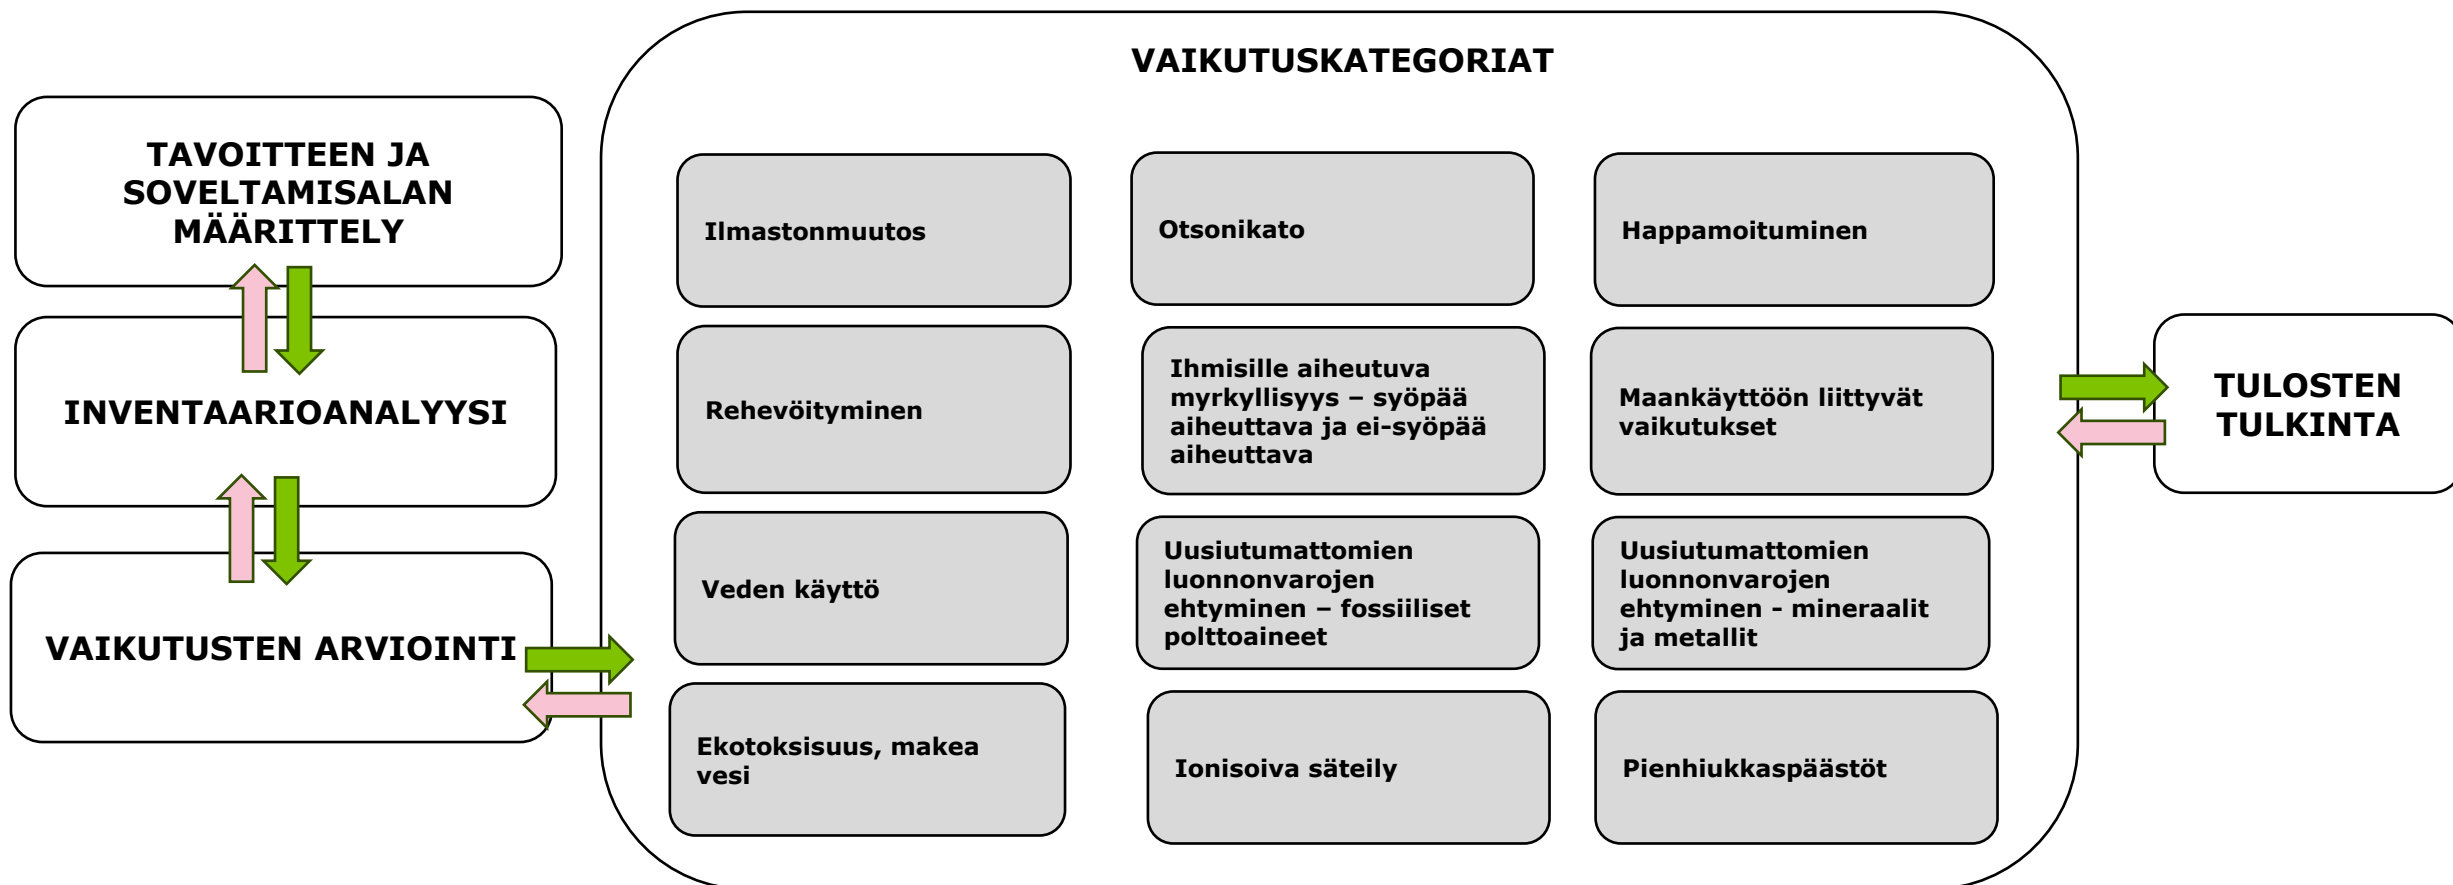 VAIKUTUSKATEGORIAT
TAVOITTEEN JA
SOVELTAMISALAN
MÄÄRITTELY
INVENTAARIOANALYYSI
VAIKUTUSTEN ARVIOINTI
Ilmastonmuutos
Otsonikato
Happamoituminen
Rehevöityminen
Ihmisille aiheutuva
myrkyllisyys – syöpää
aiheuttava ja ei-syöpää
aiheuttava
Maankäyttöön liittyvät
vaikutukset
Veden käyttö
Uusiutumattomien
luonnonvarojen
ehtyminen – fossiiliset
polttoaineet
Uusiutumattomien
luonnonvarojen
ehtyminen - mineraalit
ja metallit
Ekotoksisuus, makea
vesi
Ionisoiva säteily
Pienhiukkaspäästöt
TULOSTEN
TULKINTA